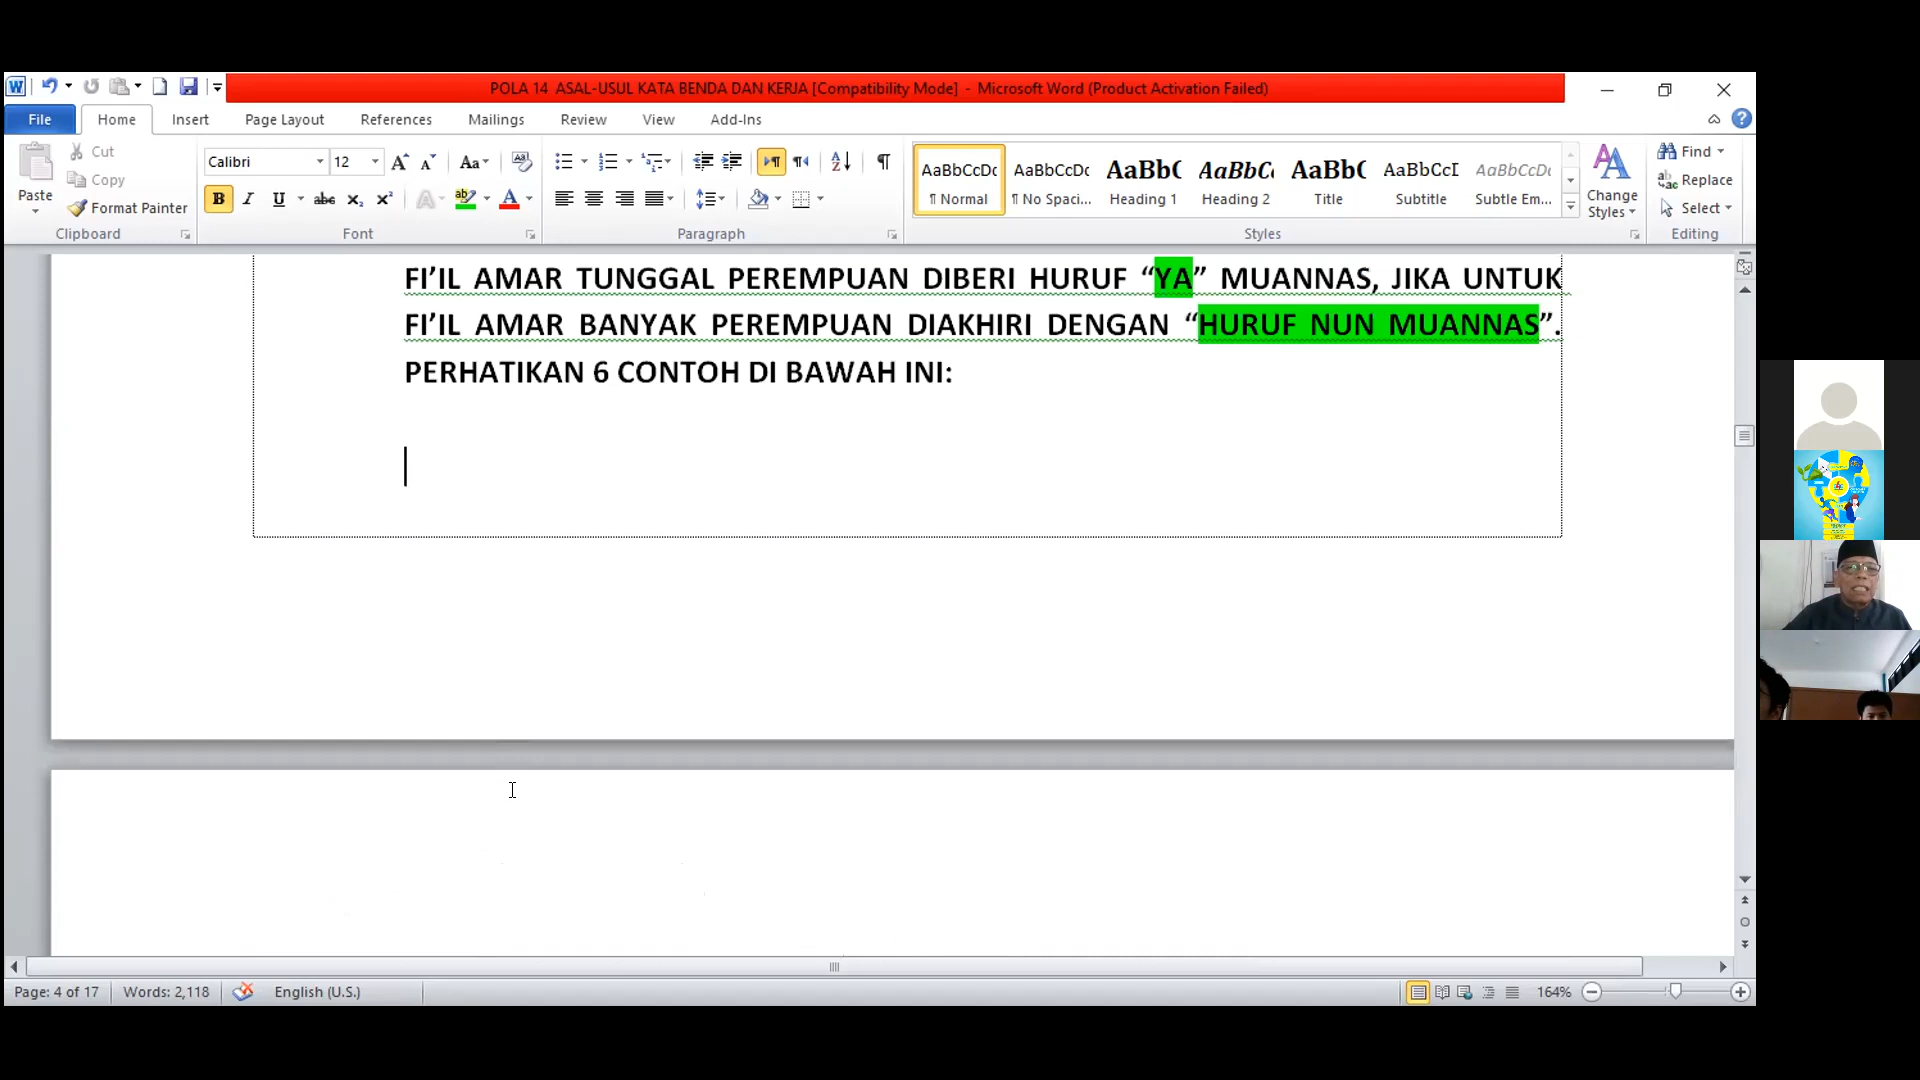 POLA 14 ASAL-USUL KATA BENDA DAN KERJA [Compatibility Mode] - Microsoft Word (Product Activation Failed)
File Home Insert Page Layout References Mailings Review View Add-Ins
Paste
Cut
Copy
Format Painter
Clipboard
Calibri 12
Font
Paragraph
AaBbCcDc AaBbCcDc AaBbC AaBbC AaBbC AaBbCcI AaBbCcDc
¶ Normal ¶ No Spaci... Heading 1 Heading 2 Title Subtitle Subtle Em...
Styles
Change
Styles
Find
Replace
Select
Editing
FI’IL AMAR TUNGGAL PEREMPUAN DIBERI HURUF “YA” MUANNAS, JIKA UNTUK
FI’IL AMAR BANYAK PEREMPUAN DIAKHIRI DENGAN “HURUF NUN MUANNAS”.
PERHATIKAN 6 CONTOH DI BAWAH INI:
Page: 4 of 17 Words: 2,118 English (U.S.) 164%